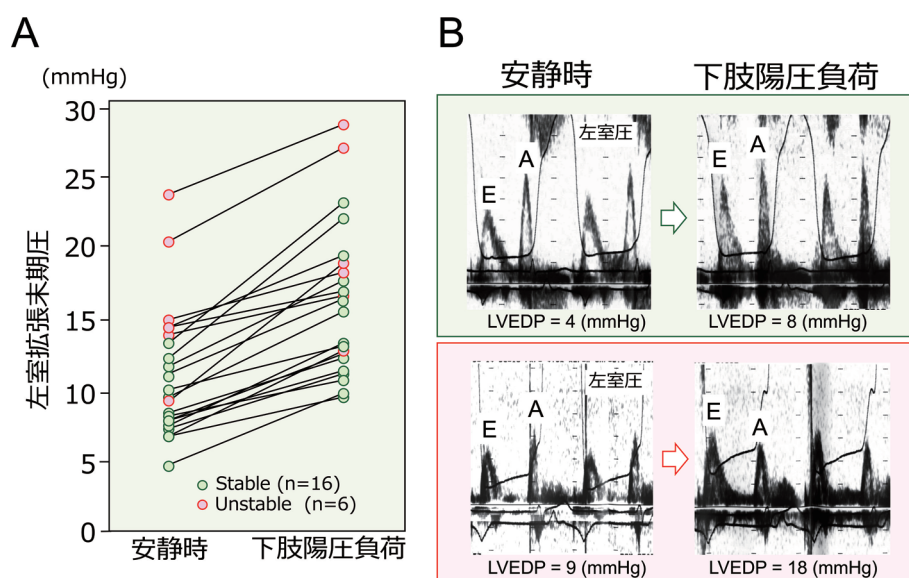 A
(mmHg)
30
25
20
15
10
5
0
左室拡張末期圧
Stable (n=16)
Unstable (n=6)
安静時
下肢陽圧負荷
B
安静時
下肢陽圧負荷
左室圧
E
A
E
A
LVEDP = 4 (mmHg)
LVEDP = 8 (mmHg)
左室圧
E
A
E
A
LVEDP = 9 (mmHg)
LVEDP = 18 (mmHg)